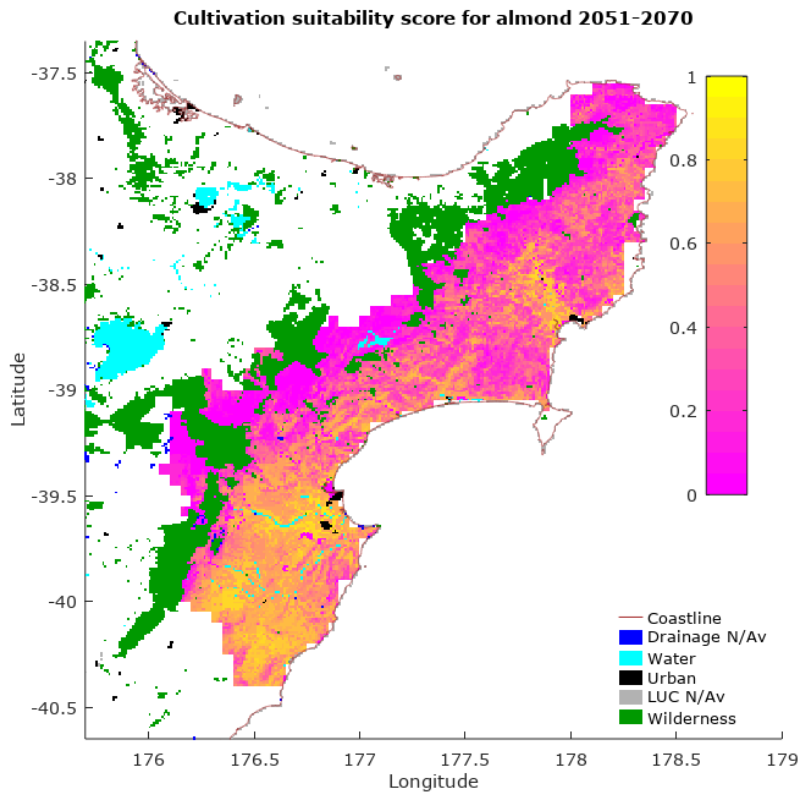 Cultivation suitability score for almond 2051-2070
-37.5
-38
-38.5
-39
-39.5
-40
-40.5
Latitude
176
176.5
177
177.5
178
178.5
179
Longitude
1
0.8
0.6
0.4
0.2
0
Coastline
Drainage N/Av
Water
Urban
LUC N/Av
Wilderness